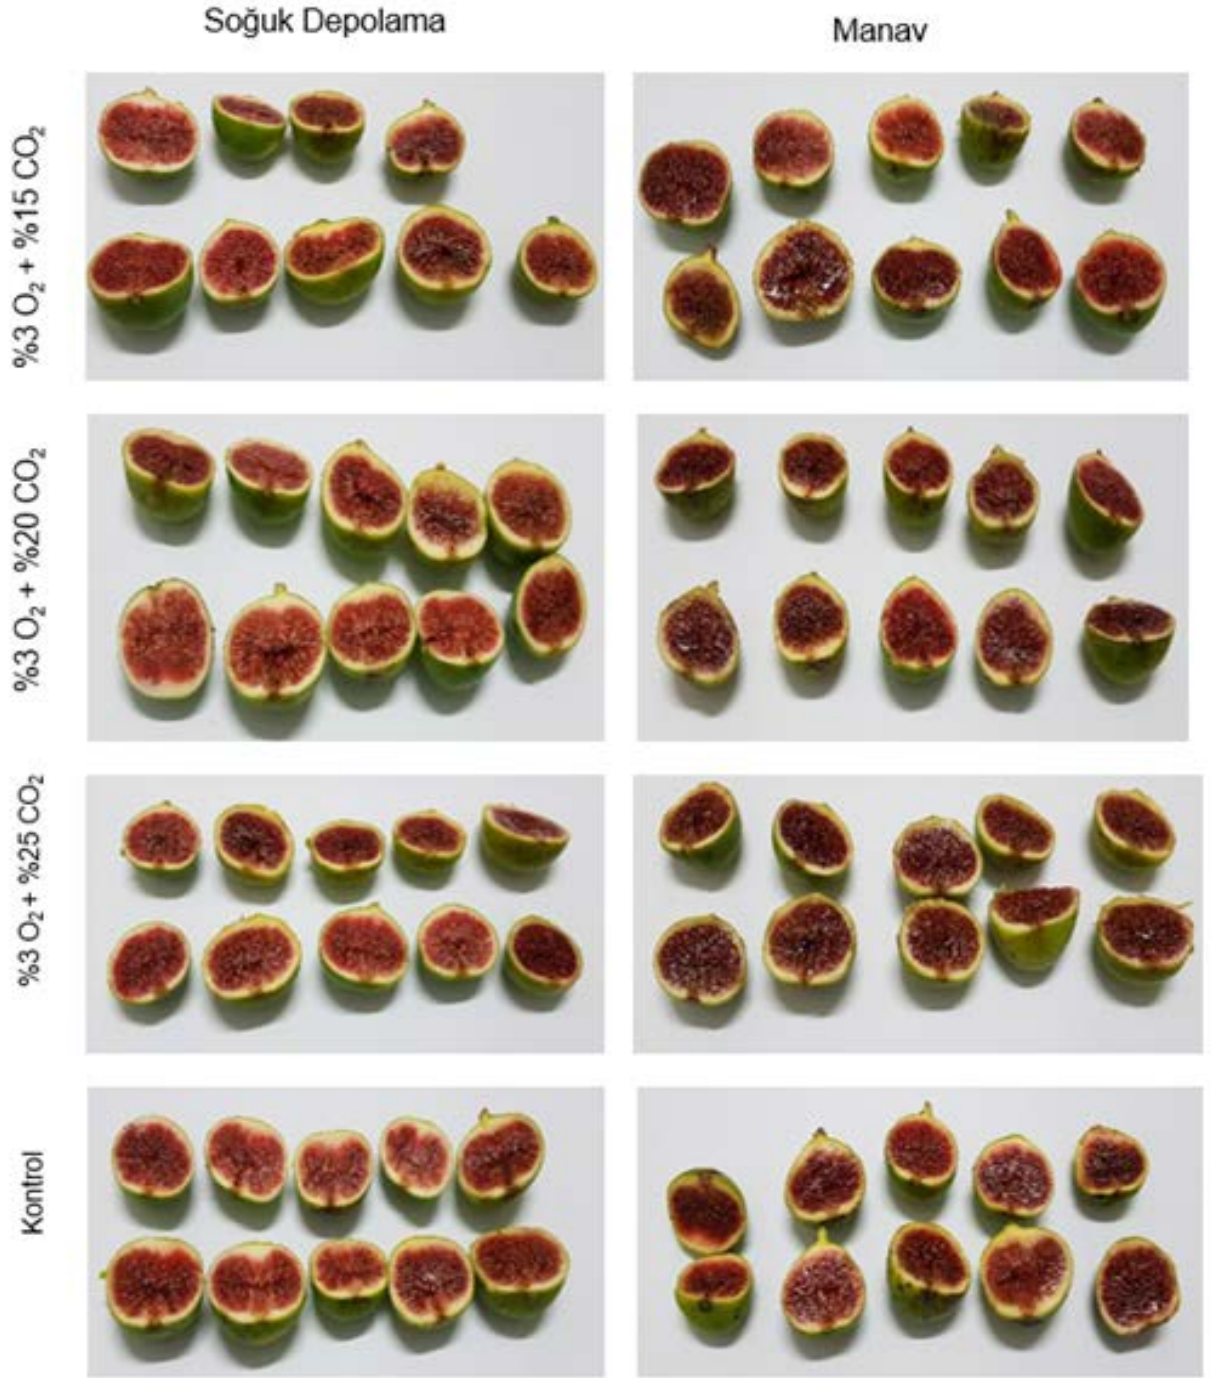 Soğuk Depolama
Manav
%3 O₂ + %15 CO₂
%3 O₂ + %20 CO₂
%3 O₂+ %25 CO₂
Kontrol